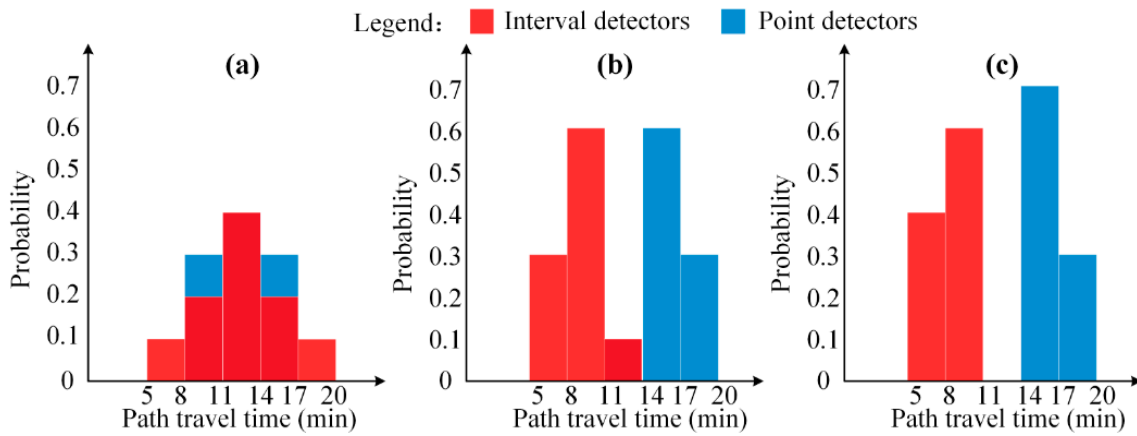 Legend: Interval detectors Point detectors
(a)
0.7
0.6
0.5
0.4
0.3
0.2
0.1
0
Probability
5 8 11 14 17 20
Path travel time (min)
(b)
0.7
0.6
0.5
0.4
0.3
0.2
0.1
0
Probability
5 8 11 14 17 20
Path travel time (min)
(c)
0.7
0.6
0.5
0.4
0.3
0.2
0.1
0
Probability
5 8 11 14 17 20
Path travel time (min)